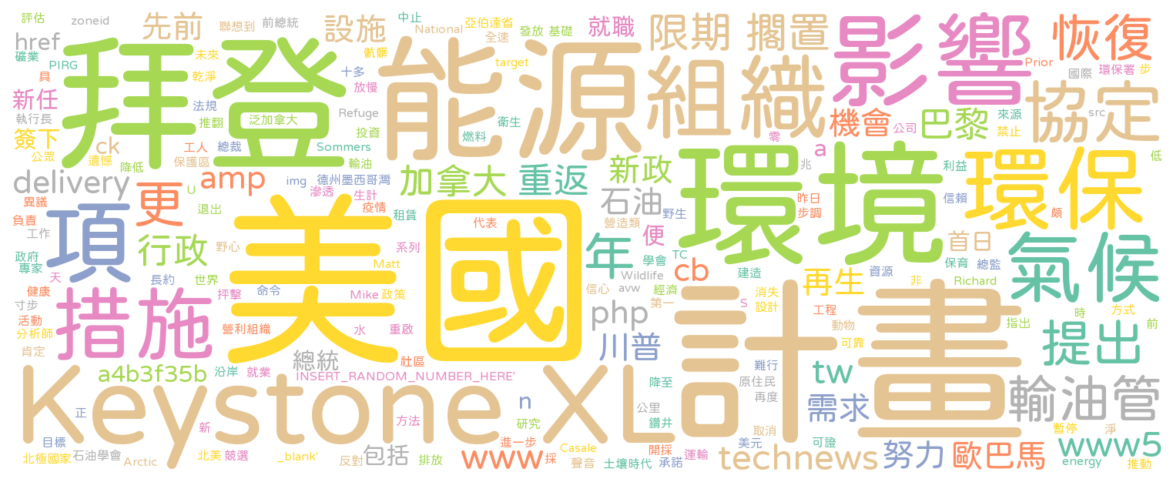 評估
zoneid
先前
聯想到
前總統
設施
中止
亞伯達省
National
全速
發放
基礎
就職
限期
擱置
影響
恢復
href
礦業
PIRG
具
拜登
未來
乾淨
能源
骯髒
十多
放慢
target
組織
Prior
國際
環保署
步
新任
執行長
法規
推翻
泛加拿大
Refuge
投資
燃料
衛生
零
機會
公司
巴黎
來源
禁止
src
協定
簽下
ck
工人
總裁
公眾
遺憾
保護區
降低
Sommers
輸油
兆
a
利益
低
delivery
異議
更
amp
U
img
德州墨西哥灣
滲透
生計
加拿大
重返
新政
環境
信賴
頗
環保
負責
工作
項
退出
疫情
租賃
石油
野生
營造類
昨日
步調
行政
野心
美國
代表
系列
年
便
首日
政府
專家
天
長約
世界
Matt
學會
TC
Wildlife
建造
保育
總監
資源
氣候
健康
寸步
措施
抨擊
命令
Mike
政策
信心
avw
cb
經濟
第一
再生
非
Richard
活動
分析師
營利組織
水
重啟
php
S
消失
設計
工程
計畫
指出
時
方式
前
肯定
總統
社區
川普
動物
可靠
提出
a4b3f35b
沿岸
就業
INSERT_RANDOM_NUMBER_HERE'
降至
難行
原住民
再度
tw
Keystone XL
n
公里
需求
輸油管
正
新
方法
研究
鑽井
取消
可證
暫停
淨
目標
北極國家
石油學會
Arctic
北美
競選
_blank'
反對
包括
排放
www
進一步
採
Casale
聲音
土壤時代
開採
承諾
運輸
美元
technews
努力
歐巴馬
www5
energy
推動